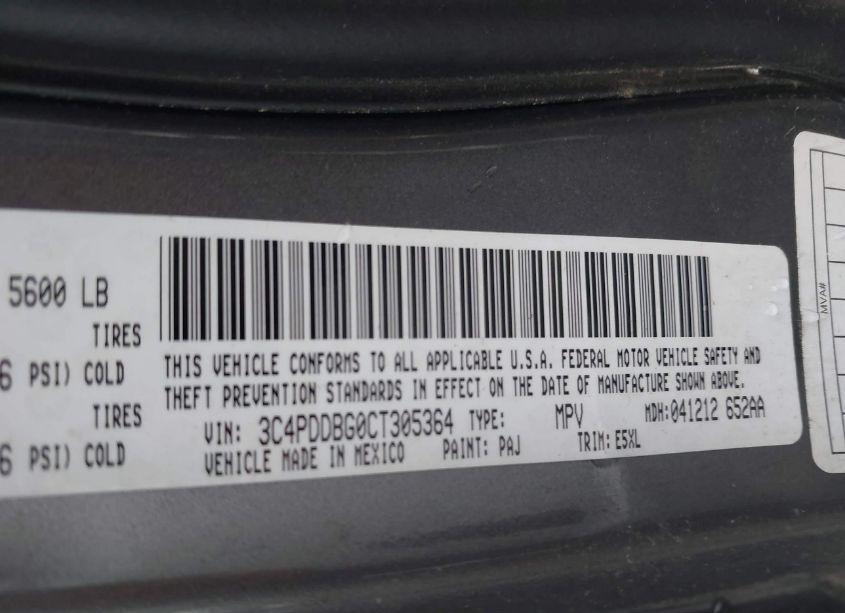 5600 LB
TIRES
6 PSI) COLD
TIRES
6 PSI) COLD
THIS VEHICLE CONFORMS TO ALL APPLICABLE U.S.A. FEDERAL MOTOR VEHICLE SAFETY AND
THEFT PREVENTION STANDARDS IN EFFECT ON THE DATE OF MANUFACTURE SHOWN ABOVE.
VIN: 3C4PDDBG0CT305364 TYPE: MPV MDH:041212 652AA
VEHICLE MADE IN MEXICO PAINT: PAJ TRIM: E5XL
MVA#